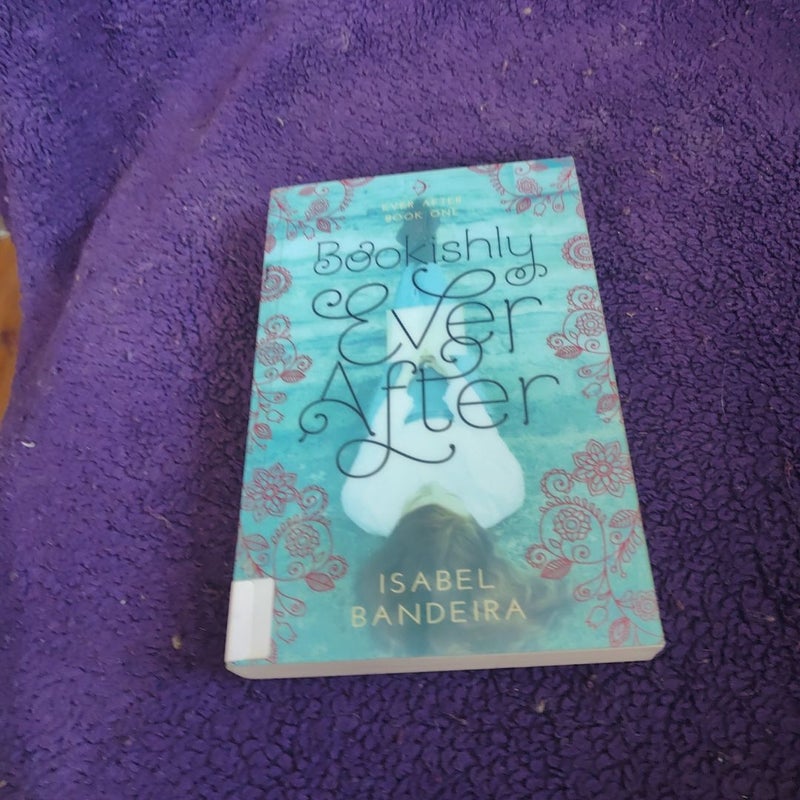 EVER AFTER
BOOK ONE
Bookishly
Ever
After
ISABEL
BANDEIRA